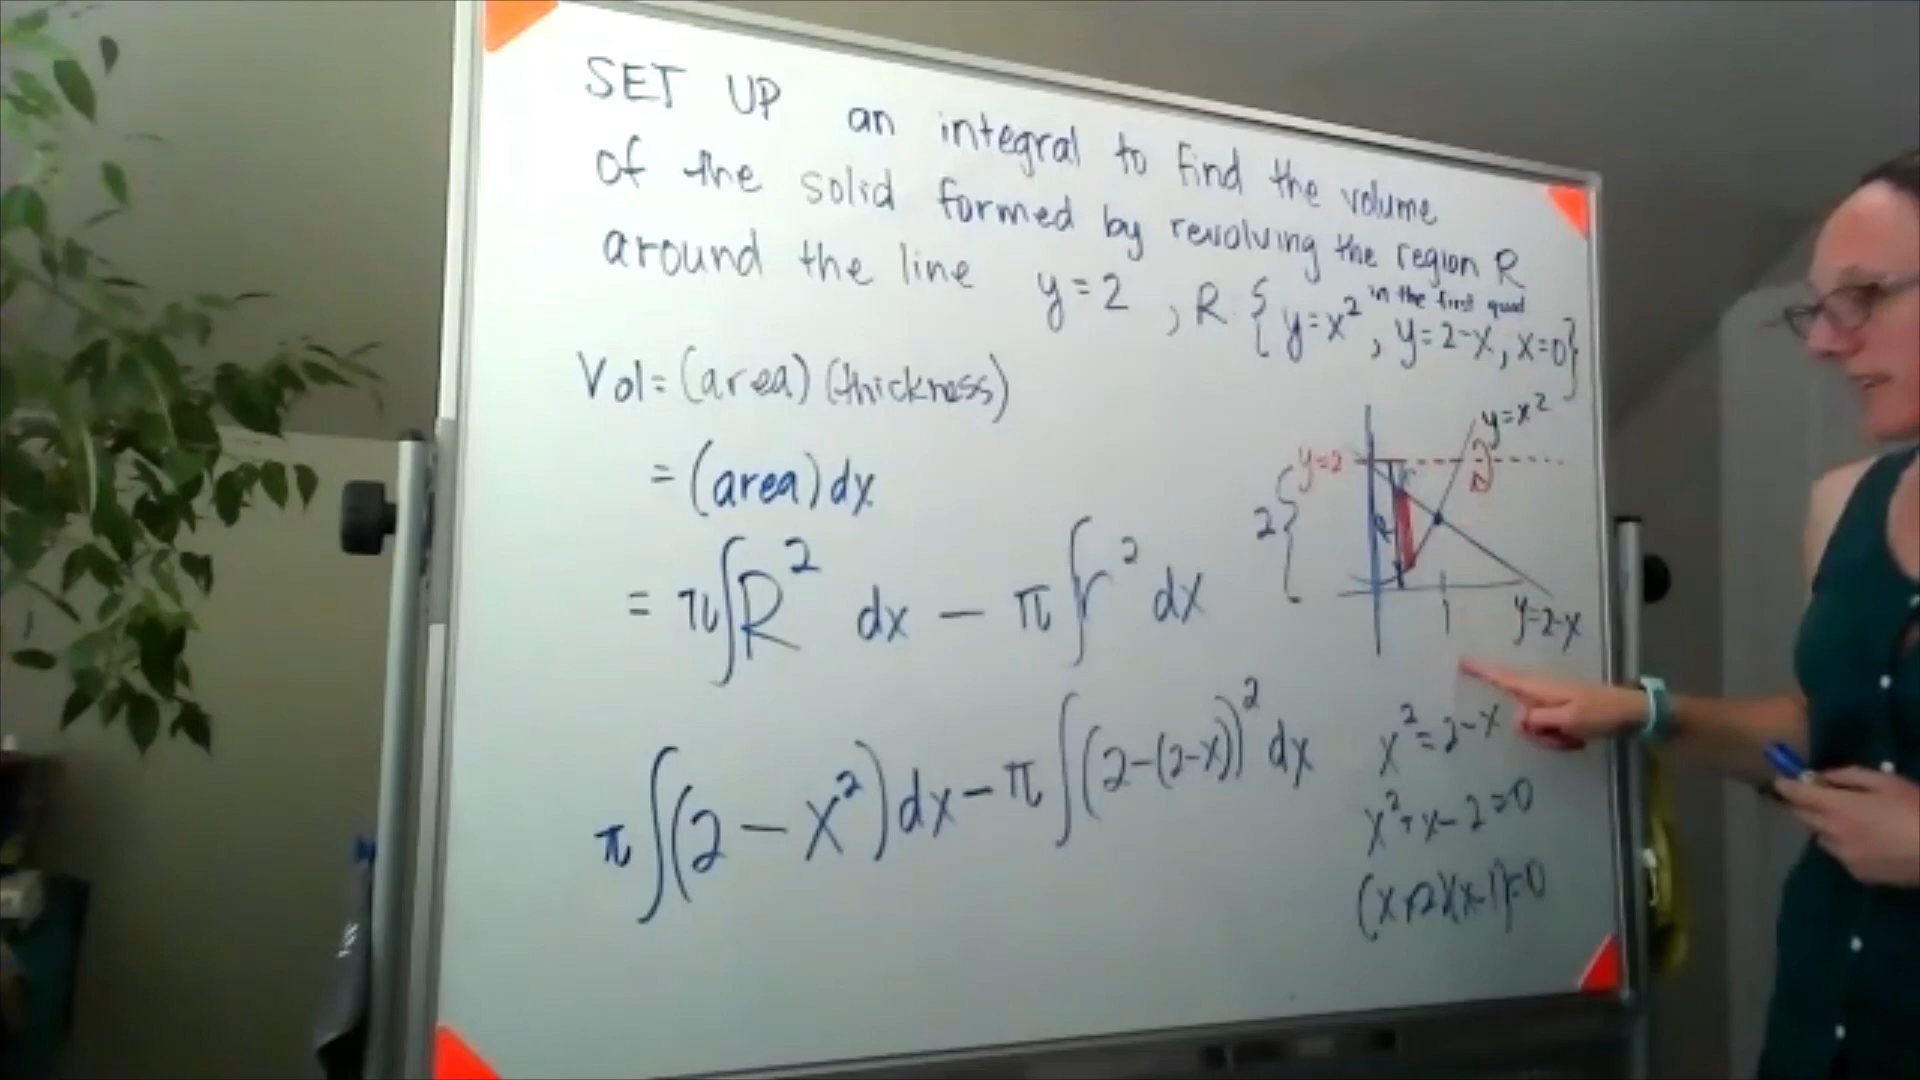 SET UP an integral to find the volume
of the solid formed by revolving the region R
around the line y=2, R: {y=x², y=2-x, x=0}
in the first quad
Vol=(area)(thickness)
=(area)dx
= π∫R² dx - π∫r² dx
π∫(2-x²)dx-π∫(2-(2-x))² dx
y=x²
y=2
r
R
2
1
y=2-x
x²=2-x
x²+x-2=0
(x+2)(x-1)=0